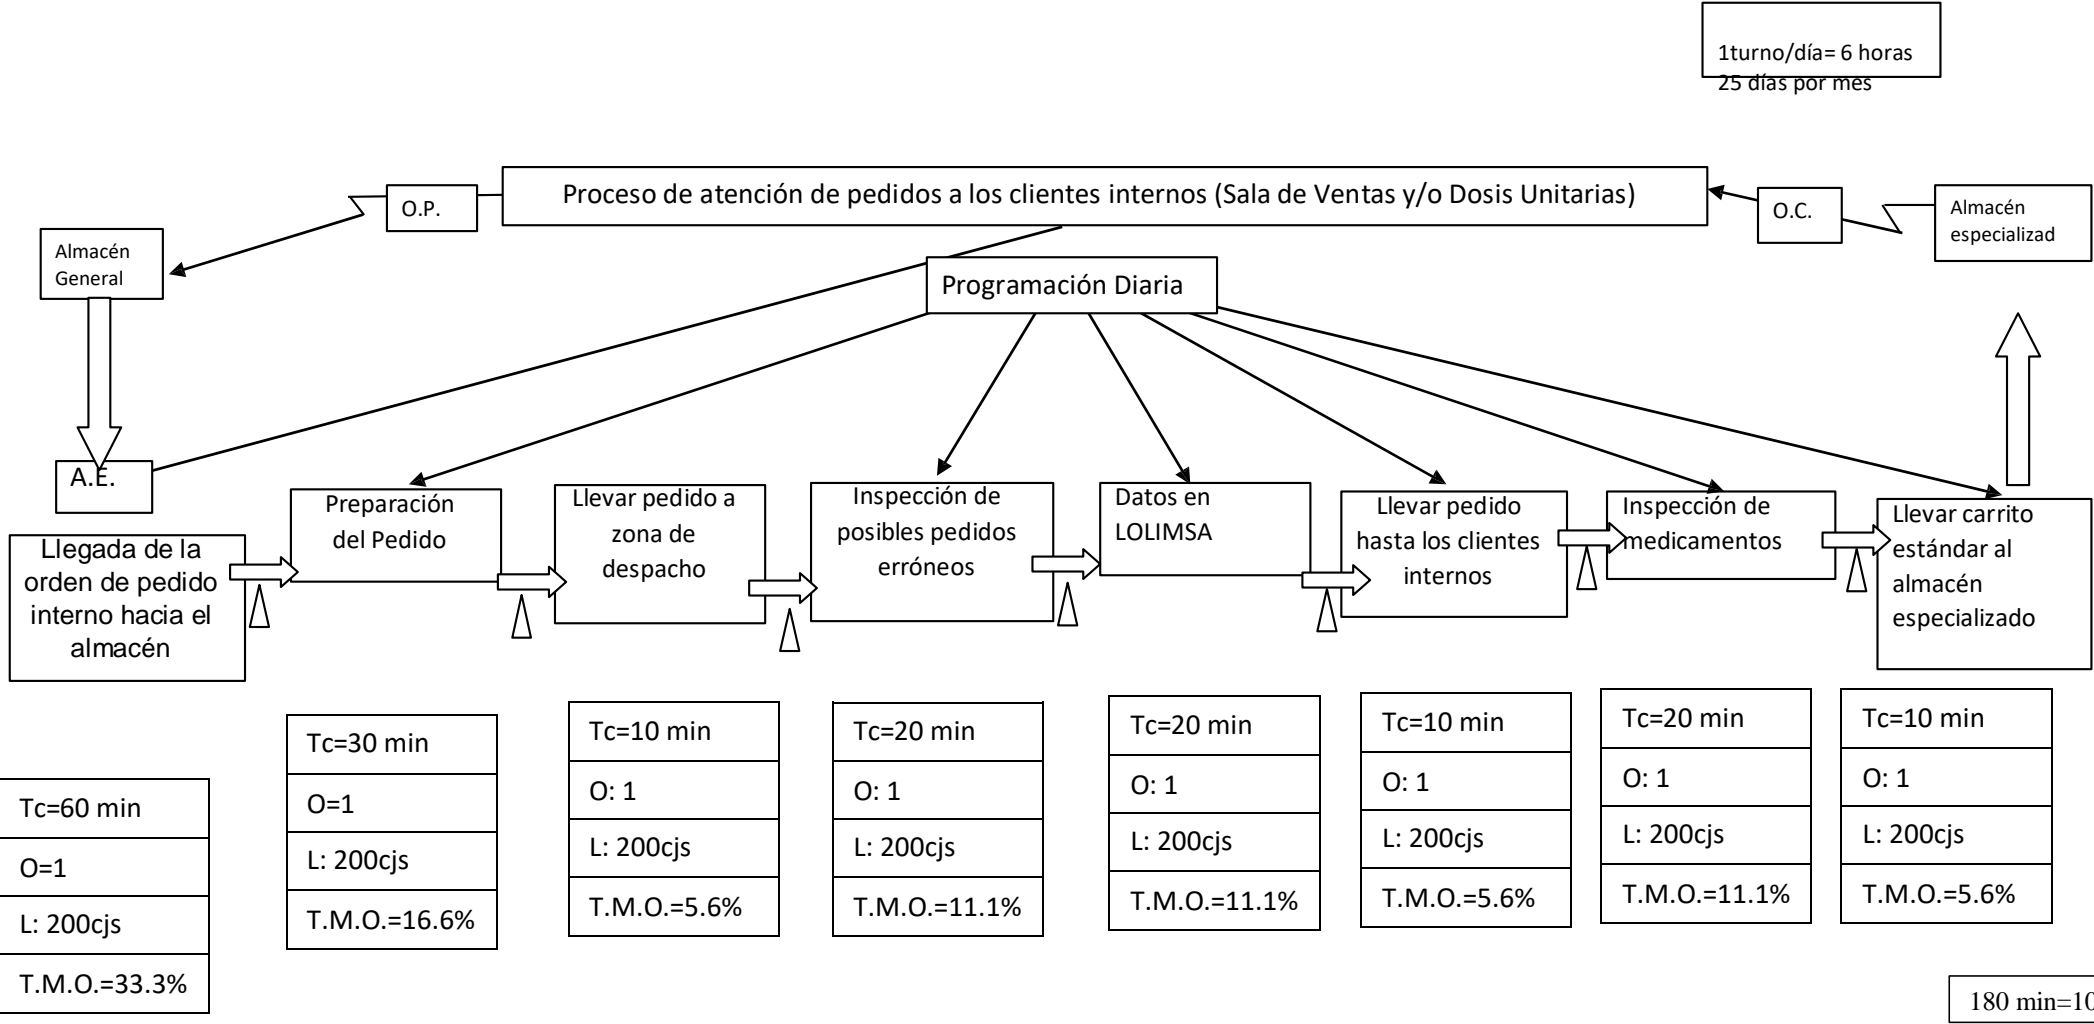 1turno/día= 6 horas
25 días por mes
Proceso de atención de pedidos a los clientes internos (Sala de Ventas y/o Dosis Unitarias)
O.P.
O.C.
Almacén
especializad
Almacén
General
Programación Diaria
A.E.
Llegada de la
orden de pedido
interno hacia el
almacén
Preparación
del Pedido
Llevar pedido a
zona de
despacho
Inspección de
posibles pedidos
erróneos
Datos en
LOLIMSA
Llevar pedido
hasta los clientes
internos
Inspección de
medicamentos
Llevar carrito
estándar al
almacén
especializado
Tc=60 min
O=1
L: 200cjs
T.M.O.=33.3%
Tc=30 min
O=1
L: 200cjs
T.M.O.=16.6%
Tc=10 min
O: 1
L: 200cjs
T.M.O.=5.6%
Tc=20 min
O: 1
L: 200cjs
T.M.O.=11.1%
Tc=20 min
O: 1
L: 200cjs
T.M.O.=11.1%
Tc=10 min
O: 1
L: 200cjs
T.M.O.=5.6%
Tc=20 min
O: 1
L: 200cjs
T.M.O.=11.1%
Tc=10 min
O: 1
L: 200cjs
T.M.O.=5.6%
180 min=10